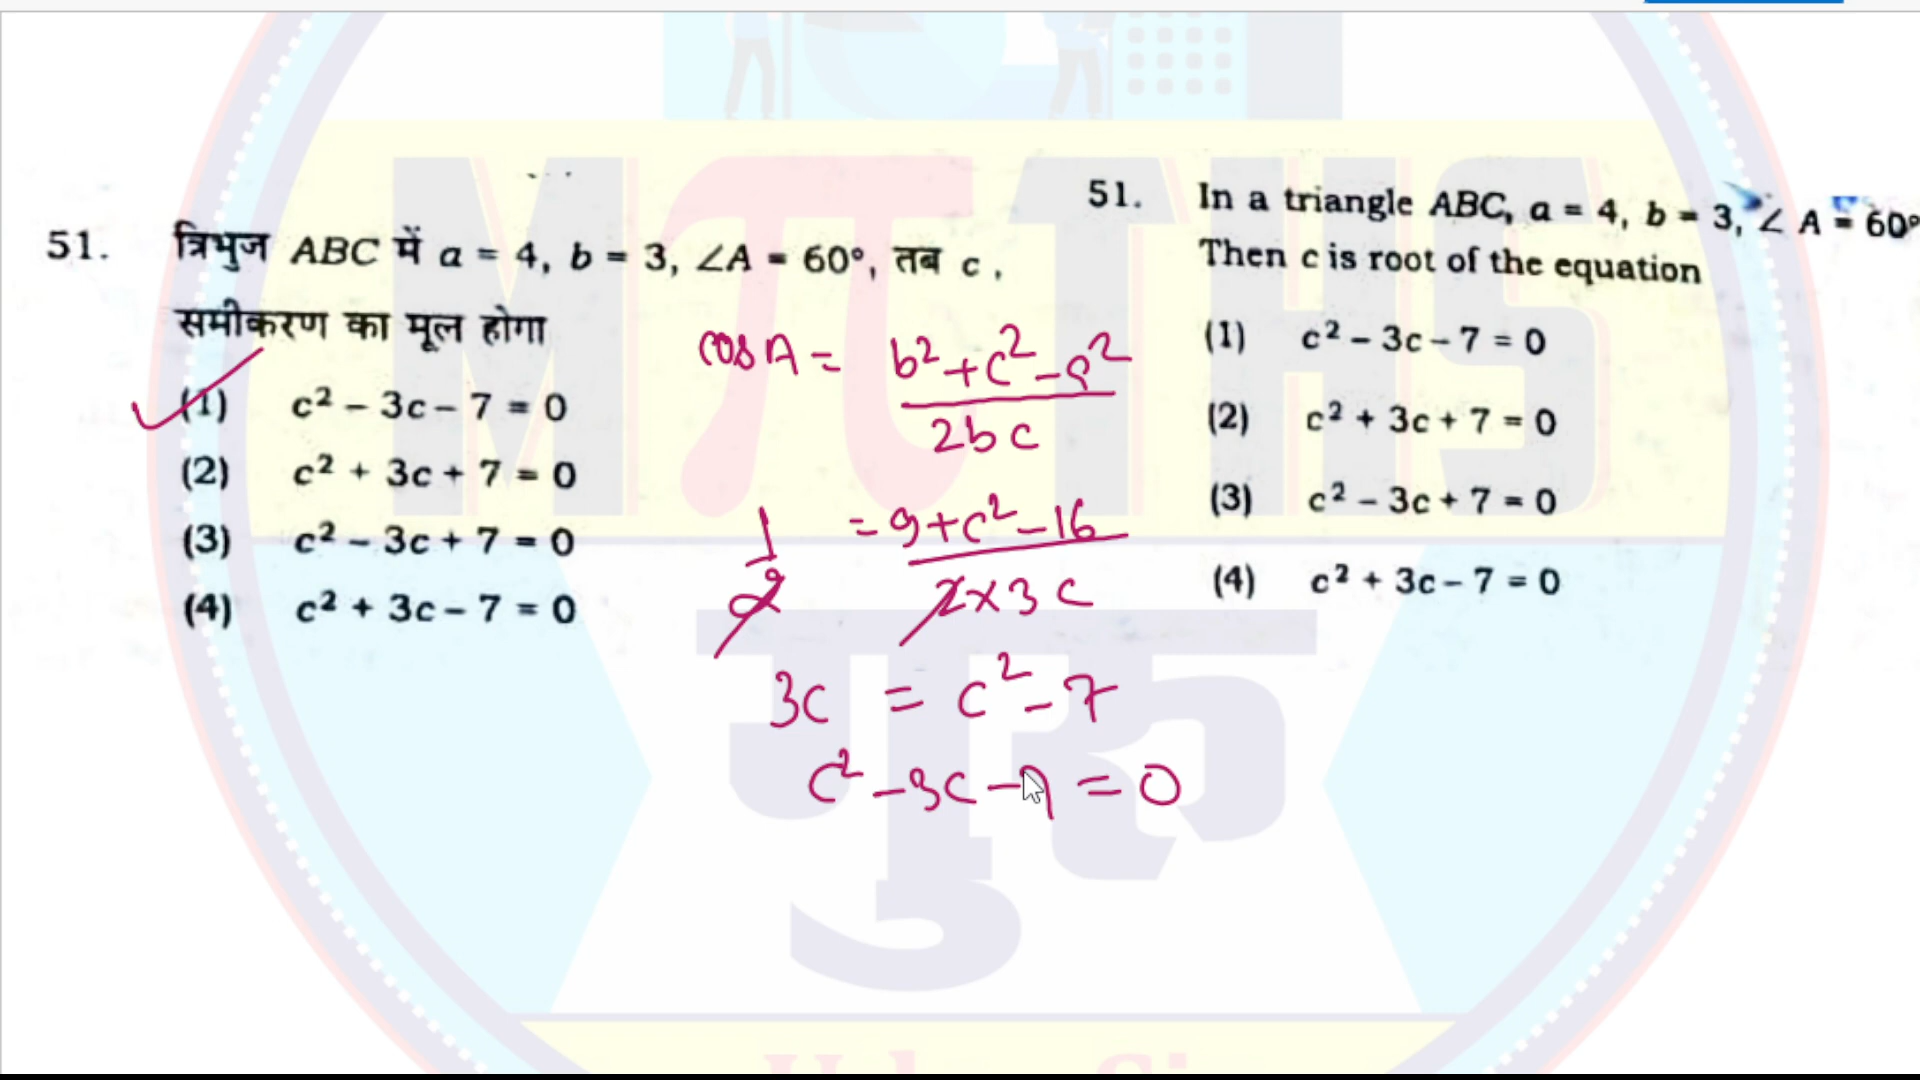 MπTHS
51. त्रिभुज ABC में a = 4, b = 3, ∠A = 60°, तब c,
समीकरण का मूल होगा
(1) c² – 3c – 7 = 0
(2) c² + 3c + 7 = 0
(3) c² – 3c + 7 = 0
(4) c² + 3c – 7 = 0
cos A = b² + c² – a² / 2bc
1/2 = 9 + c² – 16 / 2×3c
3c = c² – 7
c² – 3c – 7 = 0
51. In a triangle ABC, a = 4, b = 3, ∠A = 60°
Then c is root of the equation
(1) c² – 3c – 7 = 0
(2) c² + 3c + 7 = 0
(3) c² – 3c + 7 = 0
(4) c² + 3c – 7 = 0
गुरु